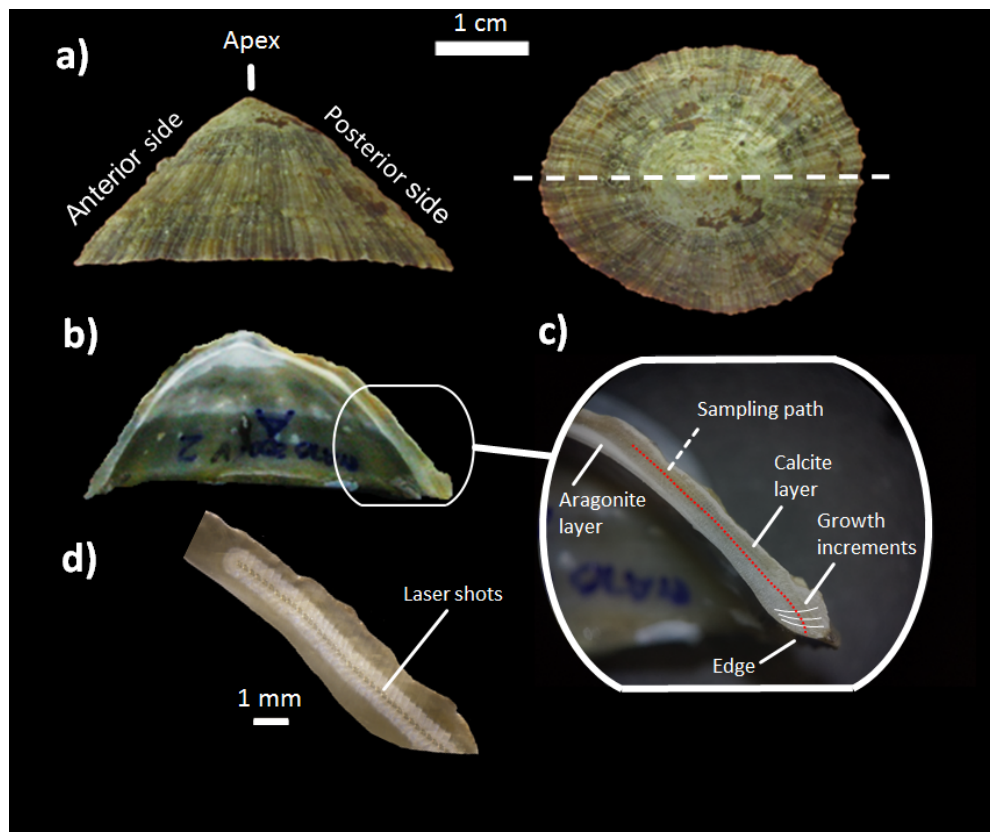 a)
Apex
1 cm
Anterior side
Posterior side
b)
c)
Sampling path
Aragonite
layer
Calcite
layer
Growth
increments
Edge
d)
Laser shots
1 mm